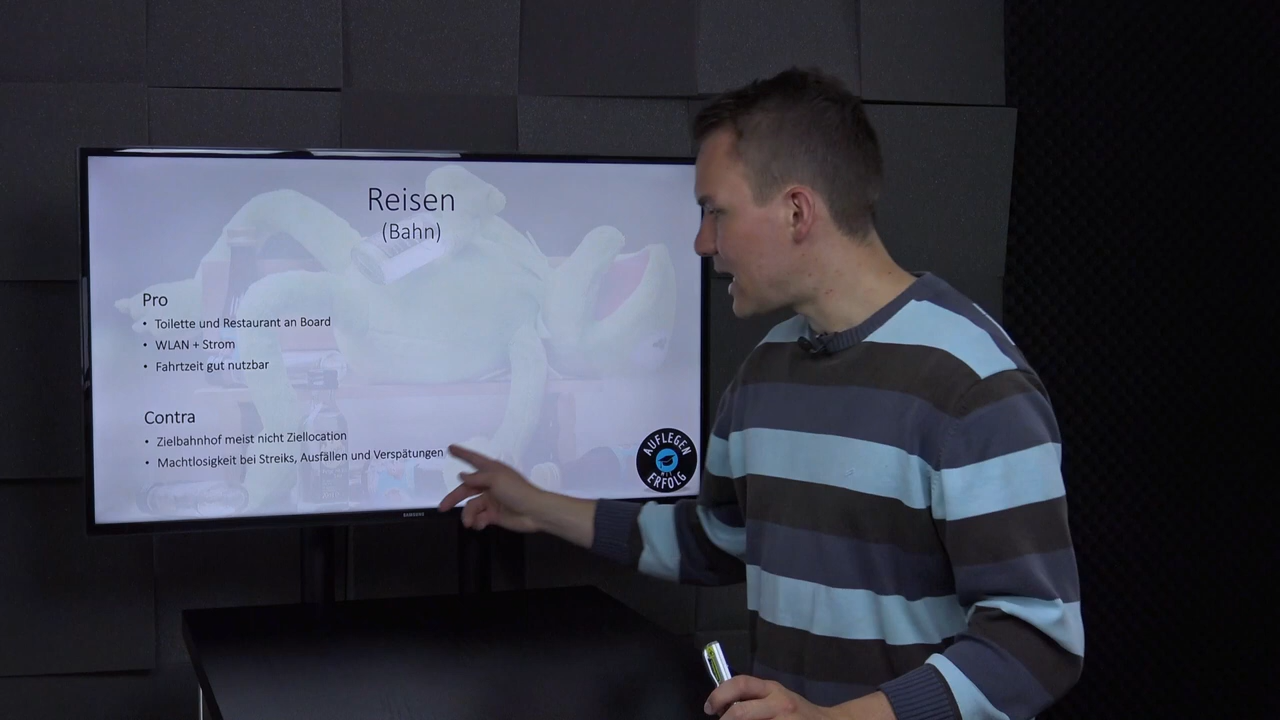 Reisen
(Bahn)
Pro
• Toilette und Restaurant an Board
• WLAN + Strom
• Fahrtzeit gut nutzbar
Contra
• Zielbahnhof meist nicht Ziellocation
• Machtlosigkeit bei Streiks, Ausfällen und Verspätungen
AUFLEGEN
MIT
ERFOLG
SAMSUNG